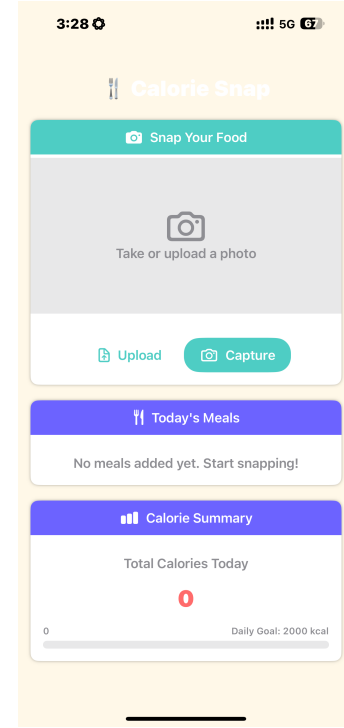 3:28 5G 67
Calorie Snap
Snap Your Food
Take or upload a photo
Upload Capture
Today's Meals
No meals added yet. Start snapping!
Calorie Summary
Total Calories Today
0
0 Daily Goal: 2000 kcal